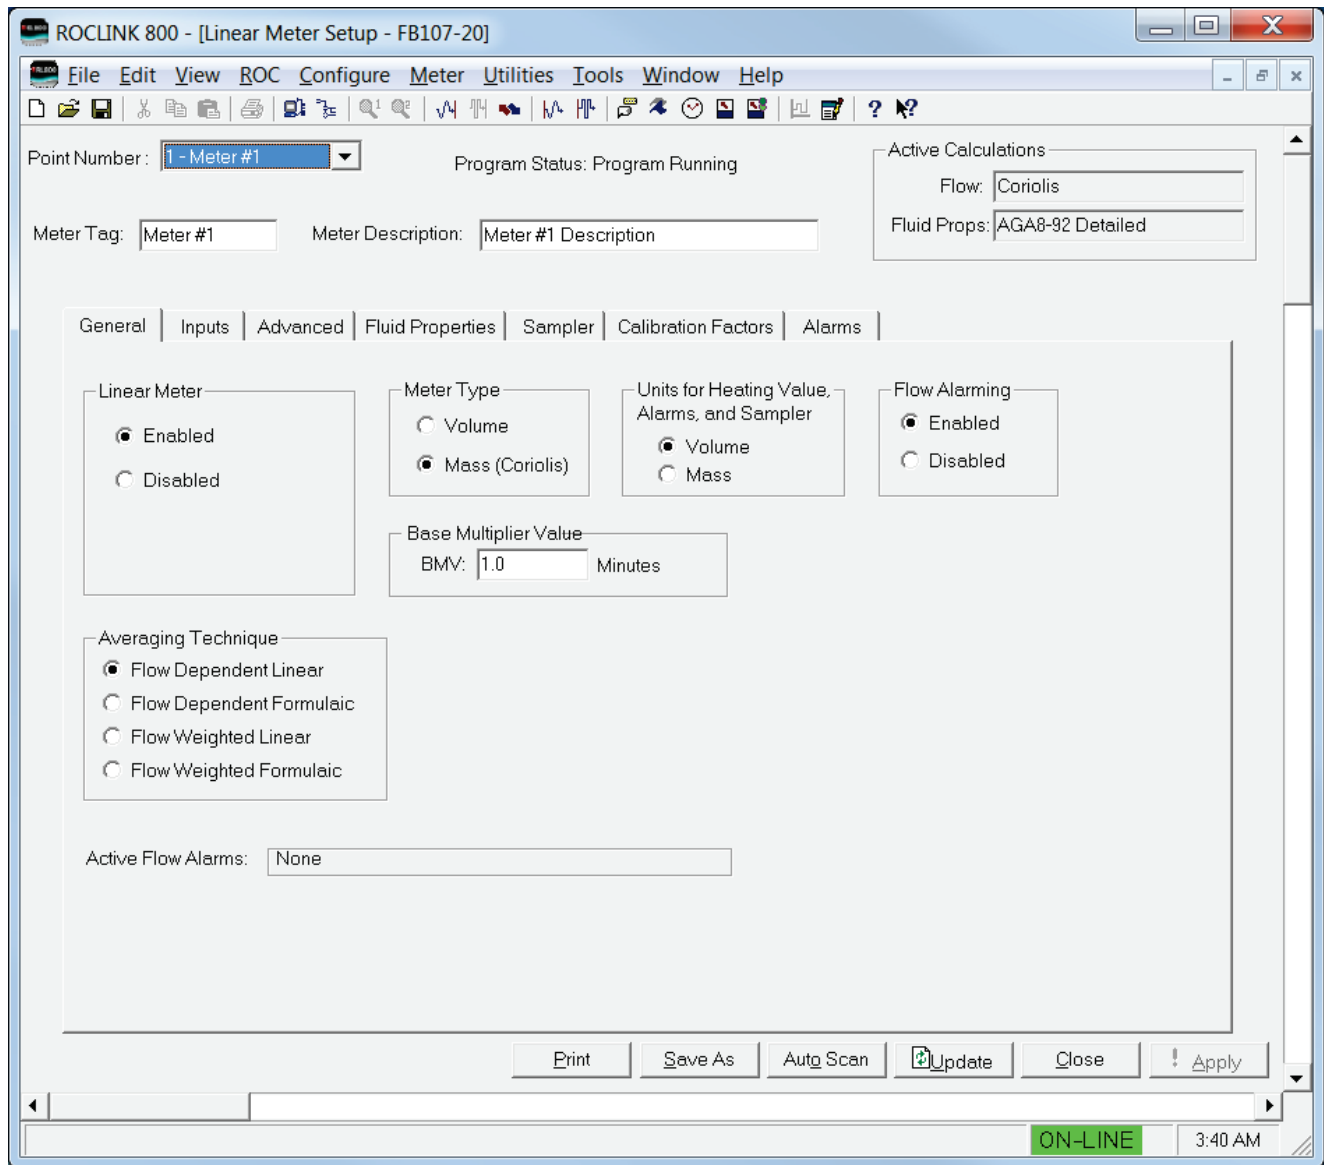 ROCLINK 800 - [Linear Meter Setup - FB107-20]
File Edit View ROC Configure Meter Utilities Tools Window Help
Point Number : 1 - Meter #1
Program Status: Program Running
Active Calculations
Flow: Coriolis
Fluid Props: AGA8-92 Detailed
Meter Tag: Meter #1
Meter Description: Meter #1 Description
General Inputs Advanced Fluid Properties Sampler Calibration Factors Alarms
Linear Meter
Enabled
Disabled
Meter Type
Volume
Mass (Coriolis)
Units for Heating Value,
Alarms, and Sampler
Volume
Mass
Flow Alarming
Enabled
Disabled
Base Multiplier Value
BMV: 1.0 Minutes
Averaging Technique
Flow Dependent Linear
Flow Dependent Formulaic
Flow Weighted Linear
Flow Weighted Formulaic
Active Flow Alarms: None
Print Save As Auto Scan Update Close ! Apply
ON-LINE 3:40 AM